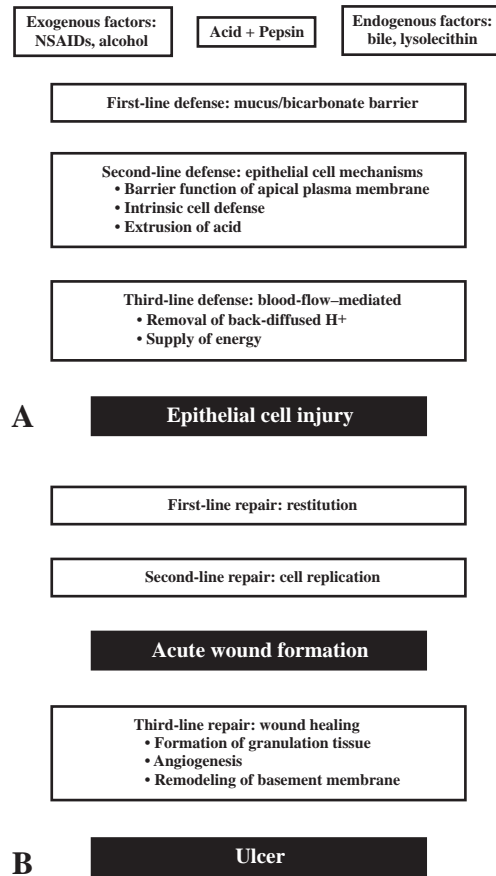 Exogenous factors:
NSAIDs, alcohol
Acid + Pepsin
Endogenous factors:
bile, lysolecithin
First-line defense: mucus/bicarbonate barrier
Second-line defense: epithelial cell mechanisms
• Barrier function of apical plasma membrane
• Intrinsic cell defense
• Extrusion of acid
Third-line defense: blood-flow–mediated
• Removal of back-diffused H+
• Supply of energy
A
Epithelial cell injury
First-line repair: restitution
Second-line repair: cell replication
Acute wound formation
Third-line repair: wound healing
• Formation of granulation tissue
• Angiogenesis
• Remodeling of basement membrane
B
Ulcer